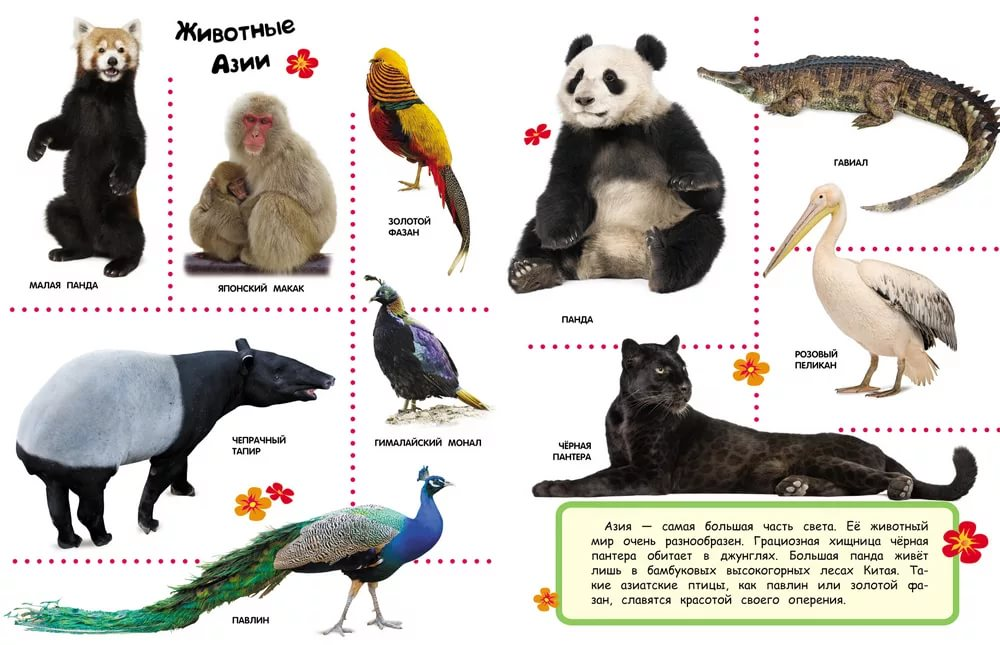 Животные
Азии
МАЛАЯ ПАНДА
ЯПОНСКИЙ МАКАК
ЗОЛОТОЙ
ФАЗАН
ЧЕПРАЧНЫЙ
ТАПИР
ГИМАЛАЙСКИЙ МОНАЛ
ПАВЛИН
ПАНДА
ГАВИАЛ
РОЗОВЫЙ
ПЕЛИКАН
ЧЁРНАЯ
ПАНТЕРА
Азия — самая большая часть света. Её животный
мир очень разнообразен. Грациозная хищница чёрная
пантера обитает в джунглях. Большая панда живёт
лишь в бамбуковых высокогорных лесах Китая. Та-
кие азиатские птицы, как павлин или золотой фа-
зан, славятся красотой своего оперения.